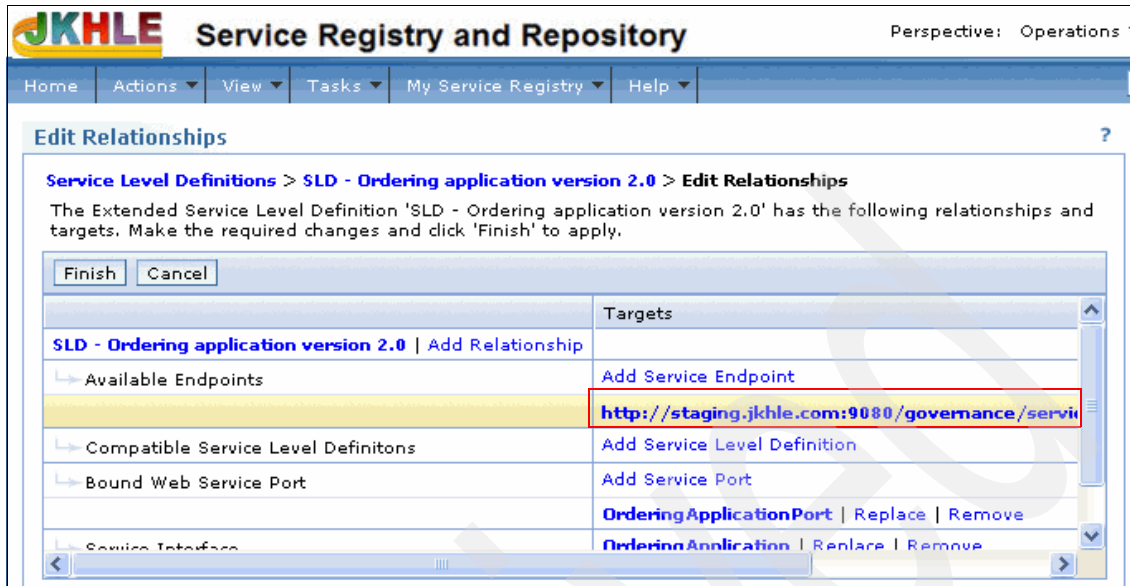 JKHLE Service Registry and Repository Perspective: Operations
Home Actions View Tasks My Service Registry Help
Edit Relationships ?
Service Level Definitions > SLD - Ordering application version 2.0 > Edit Relationships
The Extended Service Level Definition 'SLD - Ordering application version 2.0' has the following relationships and
targets. Make the required changes and click 'Finish' to apply.
Finish Cancel
Targets
SLD - Ordering application version 2.0 | Add Relationship
Available Endpoints Add Service Endpoint
http://staging.jkhle.com:9080/governance/servi
Compatible Service Level Definitons Add Service Level Definition
Bound Web Service Port Add Service Port
OrderingApplicationPort | Replace | Remove
Service Interface OrderingApplication | Replace | Remove